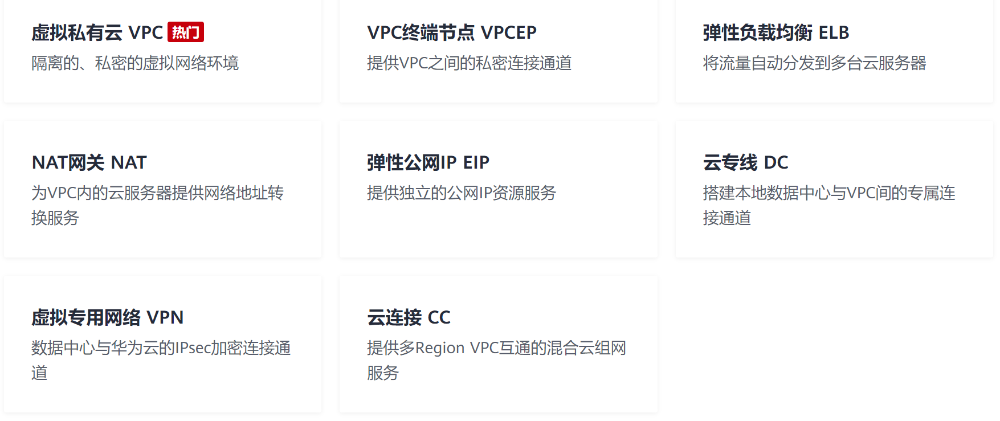 虚拟私有云 VPC 热门
隔离的、私密的虚拟网络环境
VPC终端节点 VPCEP
提供VPC之间的私密连接通道
弹性负载均衡 ELB
将流量自动分发到多台云服务器
NAT网关 NAT
为VPC内的云服务器提供网络地址转
换服务
弹性公网IP EIP
提供独立的公网IP资源服务
云专线 DC
搭建本地数据中心与VPC间的专属连
接通道
虚拟专用网络 VPN
数据中心与华为云的IPsec加密连接通
道
云连接 CC
提供多Region VPC互通的混合云组网
服务